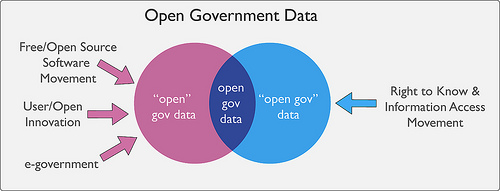 Open Government Data
Free/Open Source
Software
Movement
User/Open
Innovation
e-government
“open”
gov data
open
gov
data
“open gov”
data
Right to Know &
Information Access
Movement